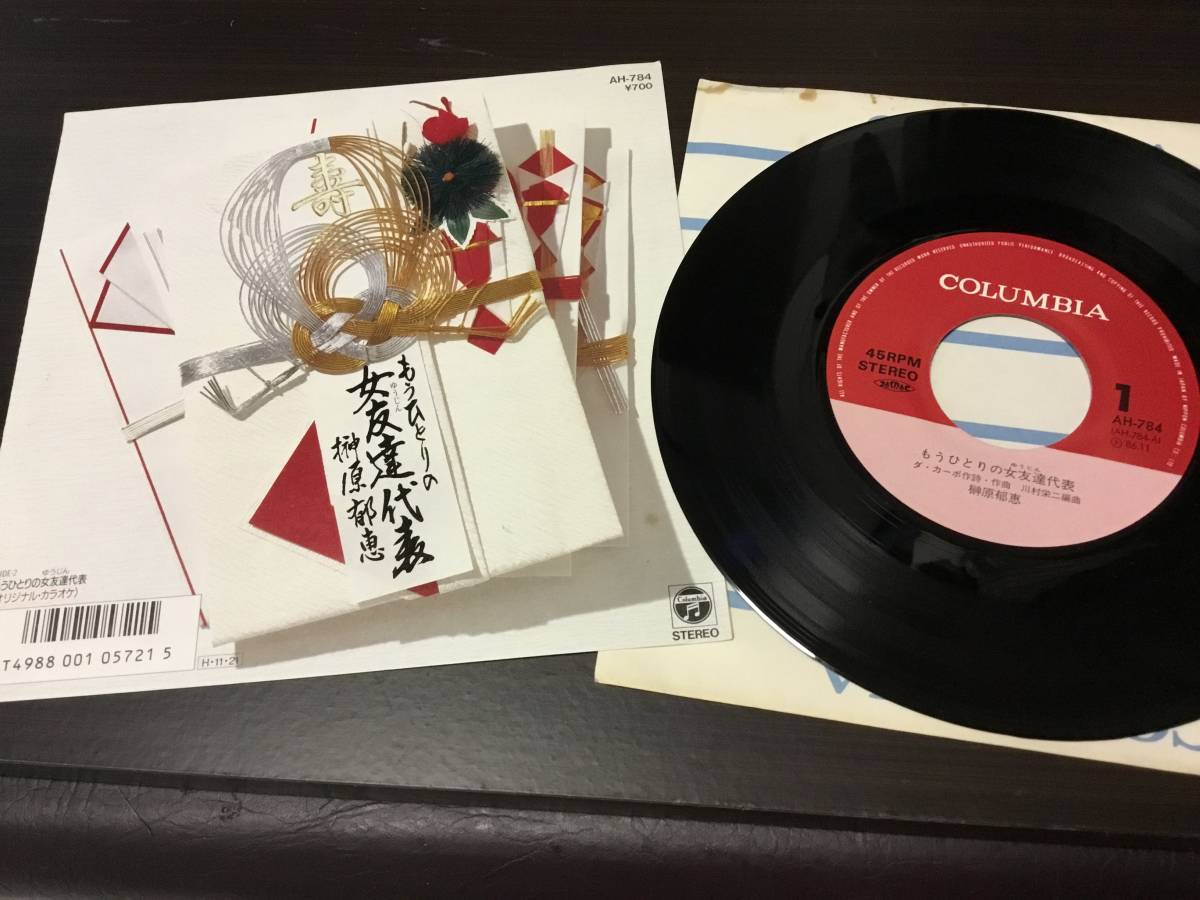 AH-784
¥700
寿
もうひとりの
ゆうじん
女友達代表
榊原郁恵
IDE-2
ゆうじん
うひとりの女友達代表
オリジナル・カラオケ)
T4988 001 05721 5
H・11・21
Columbia
STEREO
COLUMBIA
45RPM
STEREO
1
AH-784
(AH-784-A)
Ⓟ 86.11
ゆうじん
もうひとりの女友達代表
ダ・カーポ作詩・作曲 川村栄二編曲
榊原郁恵